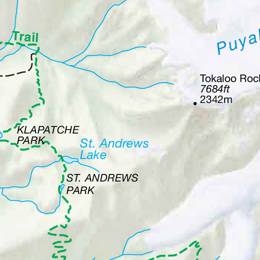 Trail
Puyal
Tokaloo Rock
7684ft
2342m
KLAPATCHE
PARK
St. Andrews
Lake
ST. ANDREWS
PARK